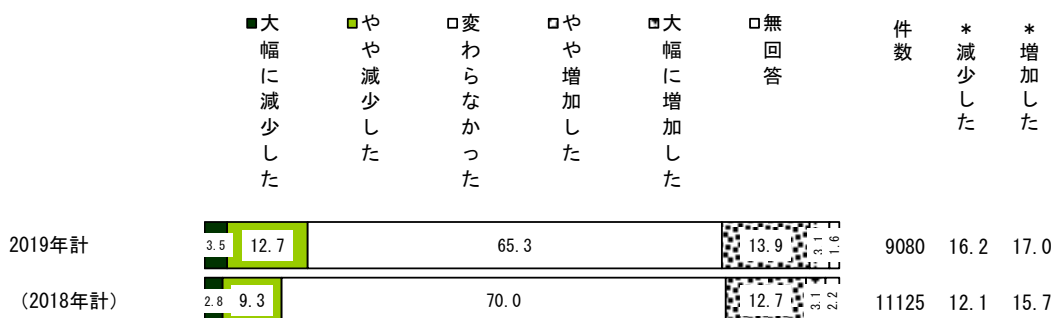 ■大幅に減少した
■やや減少した
□変わらなかった
やや増加した
大幅に増加した
□無回答
件数
*減少した
*増加した
2019年計 3.5 12.7 65.3 13.9 3.1 1.6 9080 16.2 17.0
(2018年計) 2.8 9.3 70.0 12.7 3.1 2.2 11125 12.1 15.7